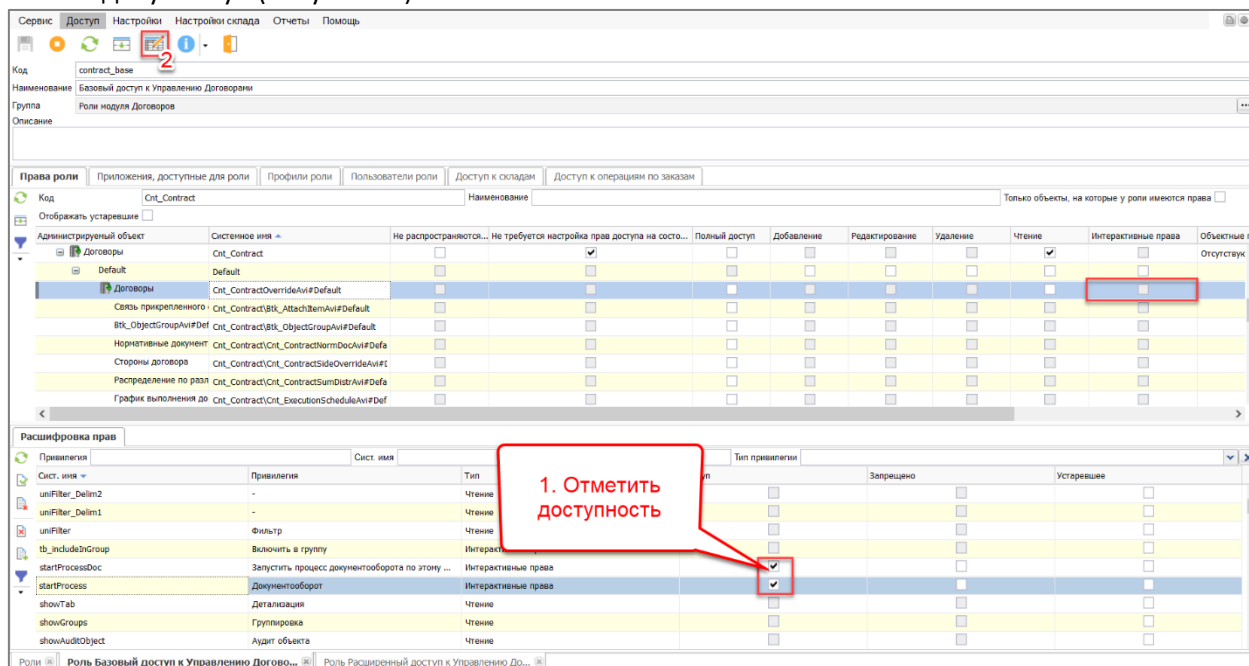 Сервис Доступ Настройки Настройки склада Отчеты Помощь
2
Код contract_base
Наименование Базовый доступ к Управлению Договорами
Группа Роли модуля Договоров ...
Описание
Права роли Приложения, доступные для роли Профили роли Пользователи роли Доступ к складам Доступ к операциям по заказам
Код Cnt_Contract Наименование Только объекты, на которые у роли имеются права
Отображать устаревшие
Администрируемый объект Системное имя Не распространяются... Не требуется настройка прав доступа на состо... Полный доступ Добавление Редактирование Удаление Чтение Интерактивные права Объектные
Договоры Cnt_Contract Отсутствук
Default Default
Договоры Cnt_ContractOverrideAvi#Default
Связь прикрепленного Cnt_Contract\Btk_AttachItemAvi#Default
Btk_ObjectGroupAvi#Def Cnt_Contract\Btk_ObjectGroupAvi#Default
Нормативные документ Cnt_Contract\Cnt_ContractNormDocAvi#Defa
Стороны договора Cnt_Contract\Cnt_ContractSideOverrideAvi#D
Распределение по разл Cnt_Contract\Cnt_ContractSumDistrAvi#Defa
График выполнения до Cnt_Contract\Cnt_ExecutionScheduleAvi#Def
Расшифровка прав
Привилегия Сист. имя Тип привилегии
Сист. имя Привилегия Тип Запрещено Устаревшее
1. Отметить
доступность
uniFilter_Delim2 - Чтение
uniFilter_Delim1 - Чтение
uniFilter Фильтр Чтение
tb_includeInGroup Включить в группу
startProcessDoc Запустить процесс документооборота по этому ... Интерактивные права
startProcess Документооборот Интерактивные права
showTab Детализация Чтение
showGroups Группировка Чтение
showAuditObject Аудит объекта Чтение
Роли Роль Базовый доступ к Управлению Догово... Роль Расширенный доступ к Управлению До...